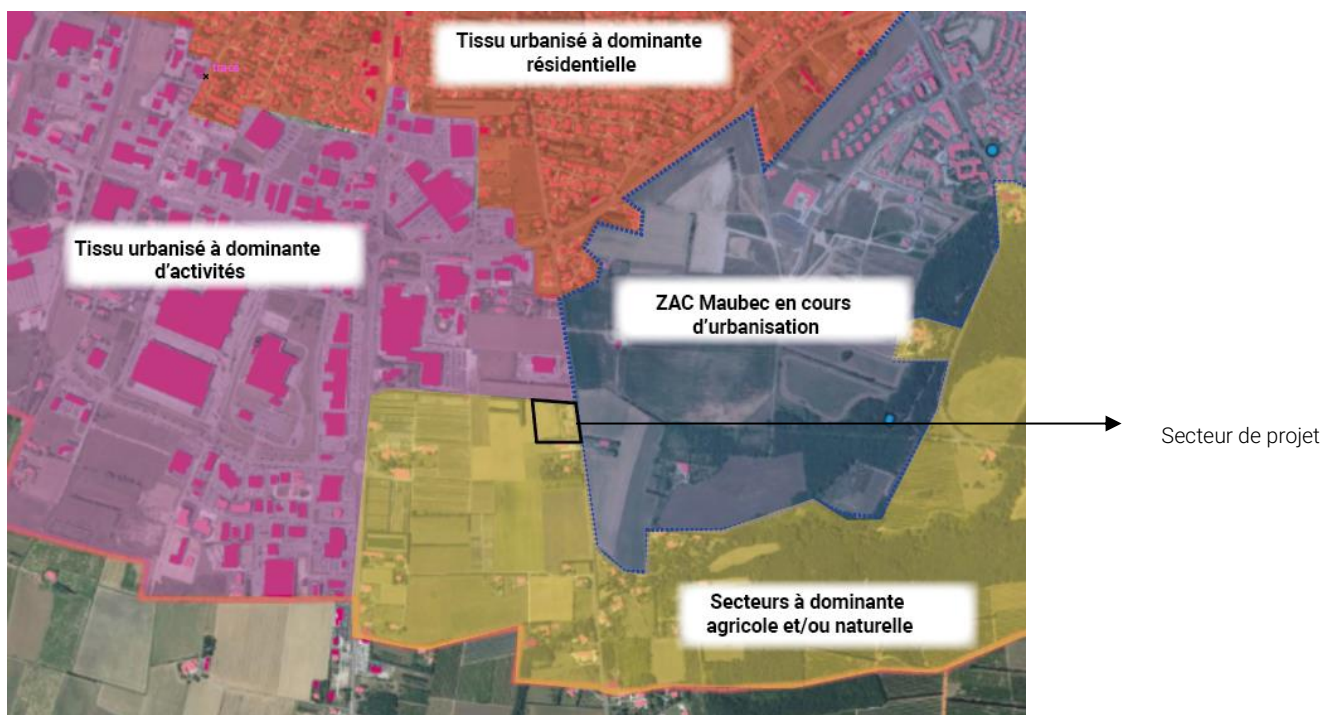 Tissu urbanisé à dominante
résidentielle
Tissu urbanisé à dominante
d'activités
ZAC Maubec en cours
d'urbanisation
Secteur de projet
Secteurs à dominante
agricole et/ou naturelle